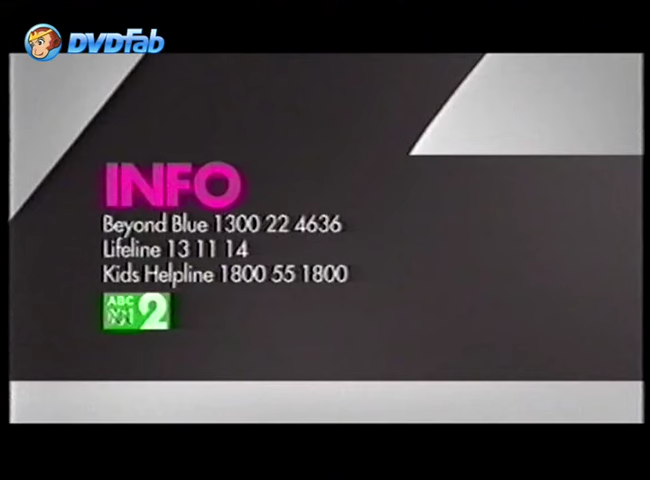 DVDFab
INFO
Beyond Blue 1300 22 4636
Lifeline 13 11 14
Kids Helpline 1800 55 1800
ABC
2